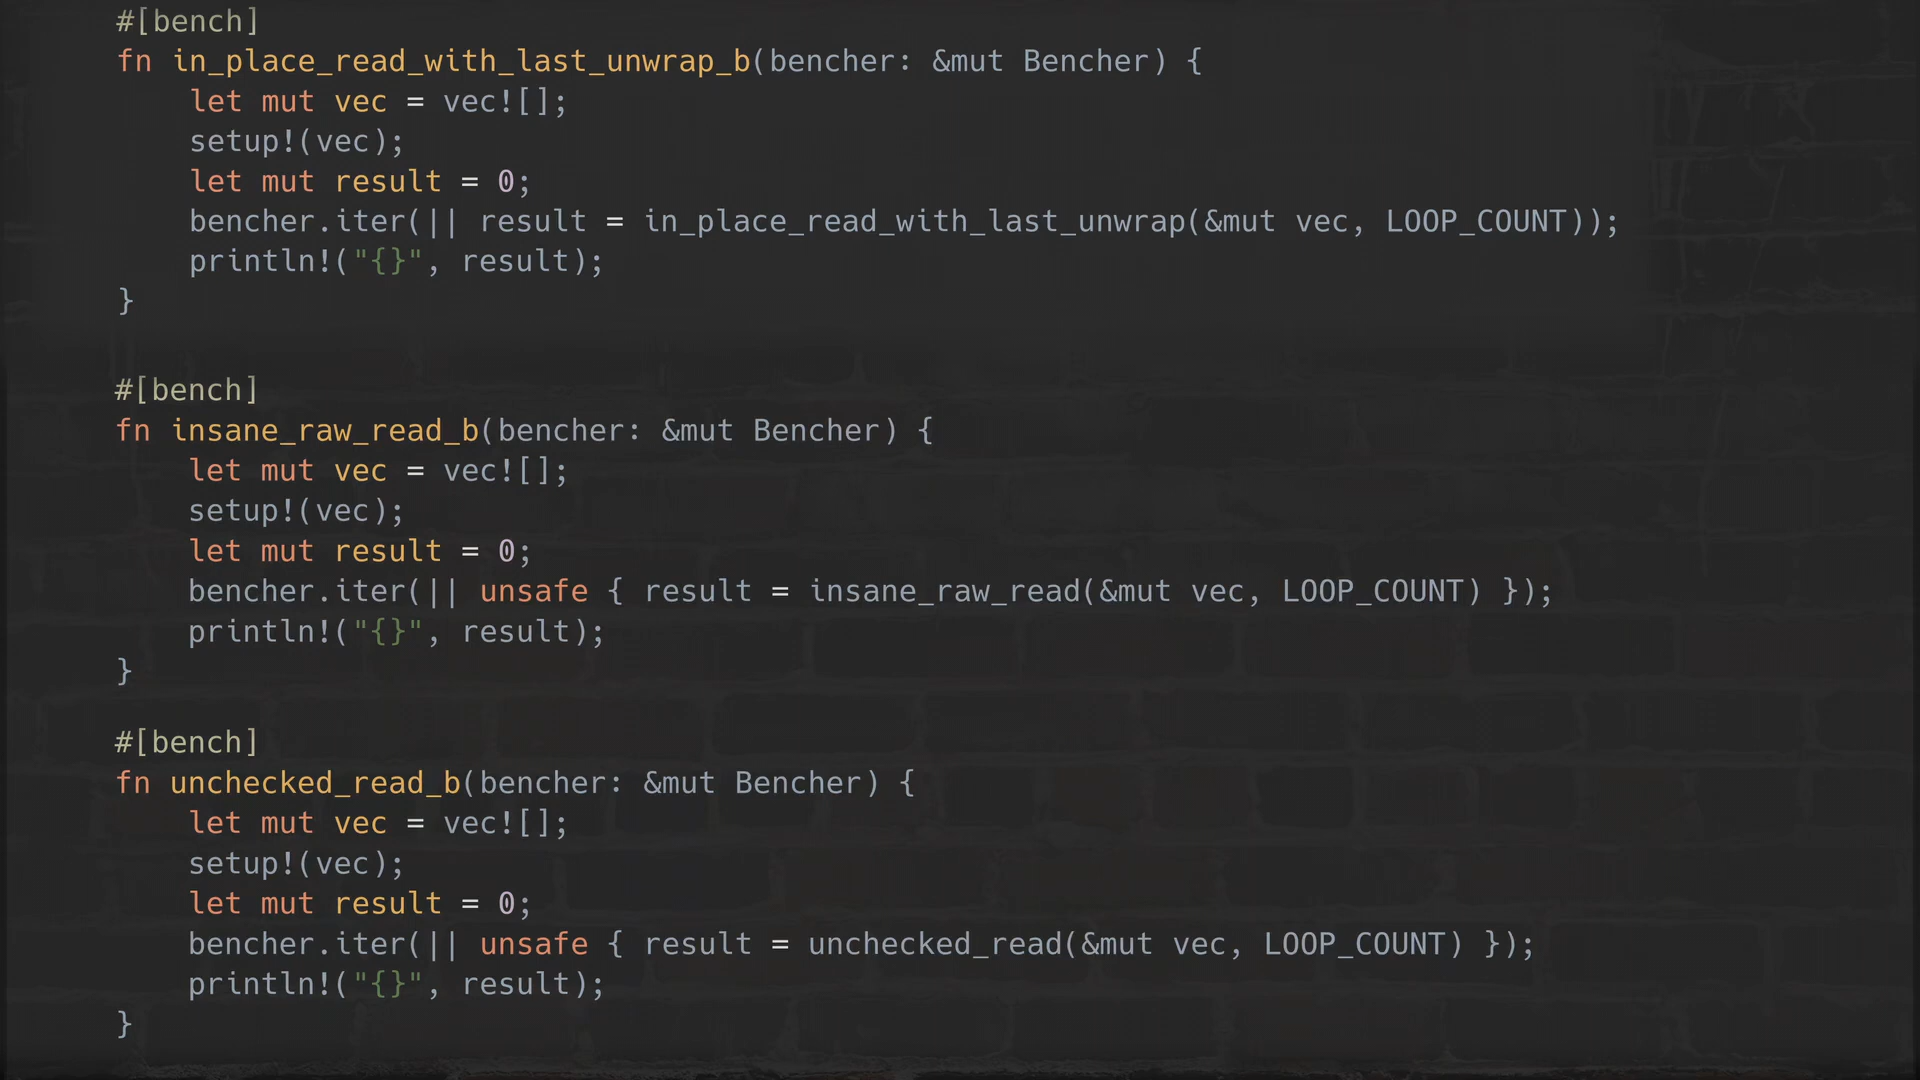 #[bench]
fn in_place_read_with_last_unwrap_b(bencher: &mut Bencher) {
    let mut vec = vec![];
    setup!(vec);
    let mut result = 0;
    bencher.iter(|| result = in_place_read_with_last_unwrap(&mut vec, LOOP_COUNT));
    println!("{}", result);
}
#[bench]
fn insane_raw_read_b(bencher: &mut Bencher) {
    let mut vec = vec![];
    setup!(vec);
    let mut result = 0;
    bencher.iter(|| unsafe { result = insane_raw_read(&mut vec, LOOP_COUNT) });
    println!("{}", result);
}
#[bench]
fn unchecked_read_b(bencher: &mut Bencher) {
    let mut vec = vec![];
    setup!(vec);
    let mut result = 0;
    bencher.iter(|| unsafe { result = unchecked_read(&mut vec, LOOP_COUNT) });
    println!("{}", result);
}